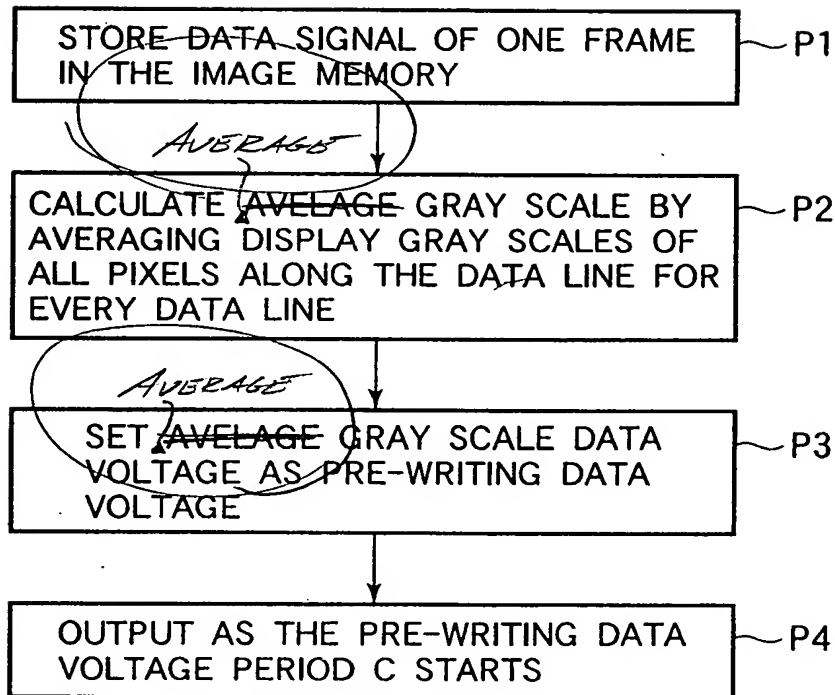 STORE DATA SIGNAL OF ONE FRAME
IN THE IMAGE MEMORY
P1
AVERAGE
CALCULATE AVELAGE GRAY SCALE BY
AVERAGING DISPLAY GRAY SCALES OF
ALL PIXELS ALONG THE DATA LINE FOR
EVERY DATA LINE
P2
AVERAGE
SET AVELAGE GRAY SCALE DATA
VOLTAGE AS PRE-WRITING DATA
VOLTAGE
P3
OUTPUT AS THE PRE-WRITING DATA
VOLTAGE PERIOD C STARTS
P4